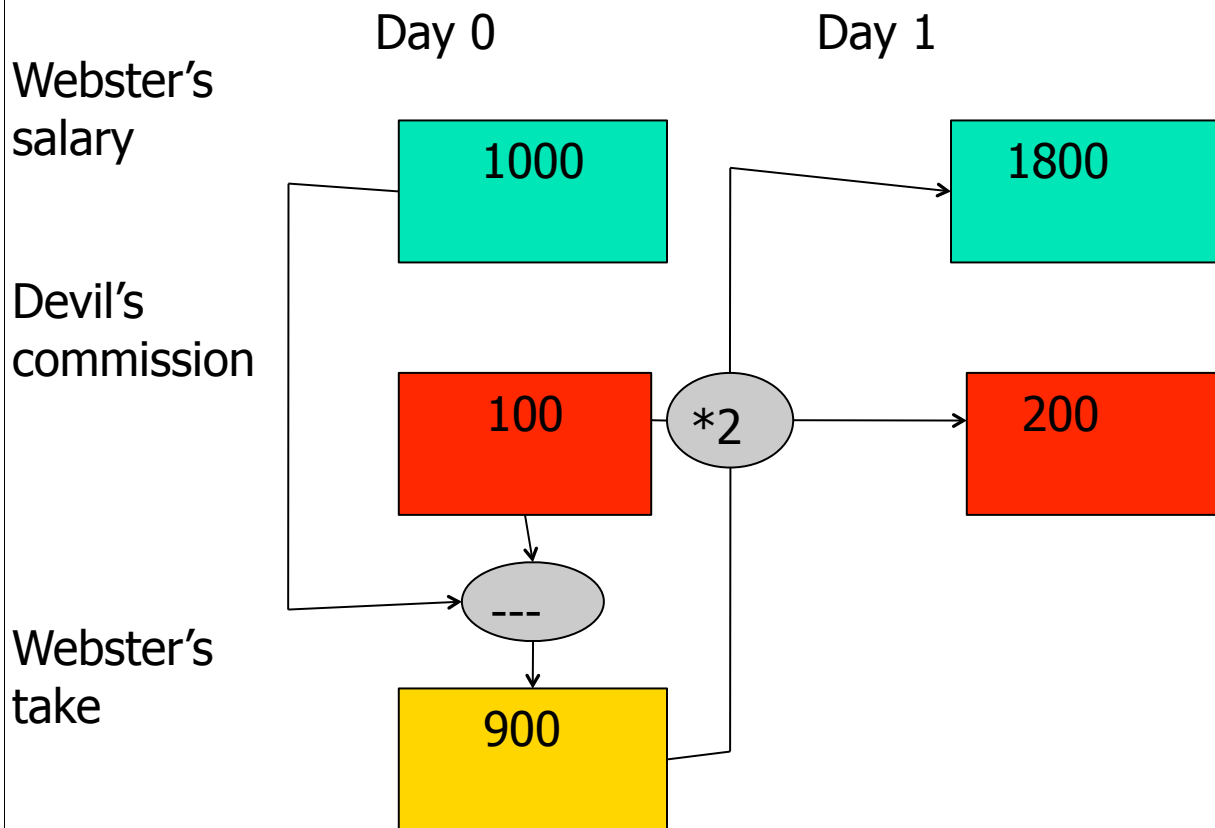 Day 0
Day 1
Webster’s
salary
1000
1800
Devil’s
commission
100
*2
200
---
Webster’s
take
900